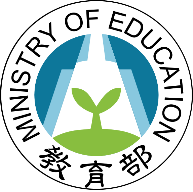 MINISTRY OF EDUCATION
教育部